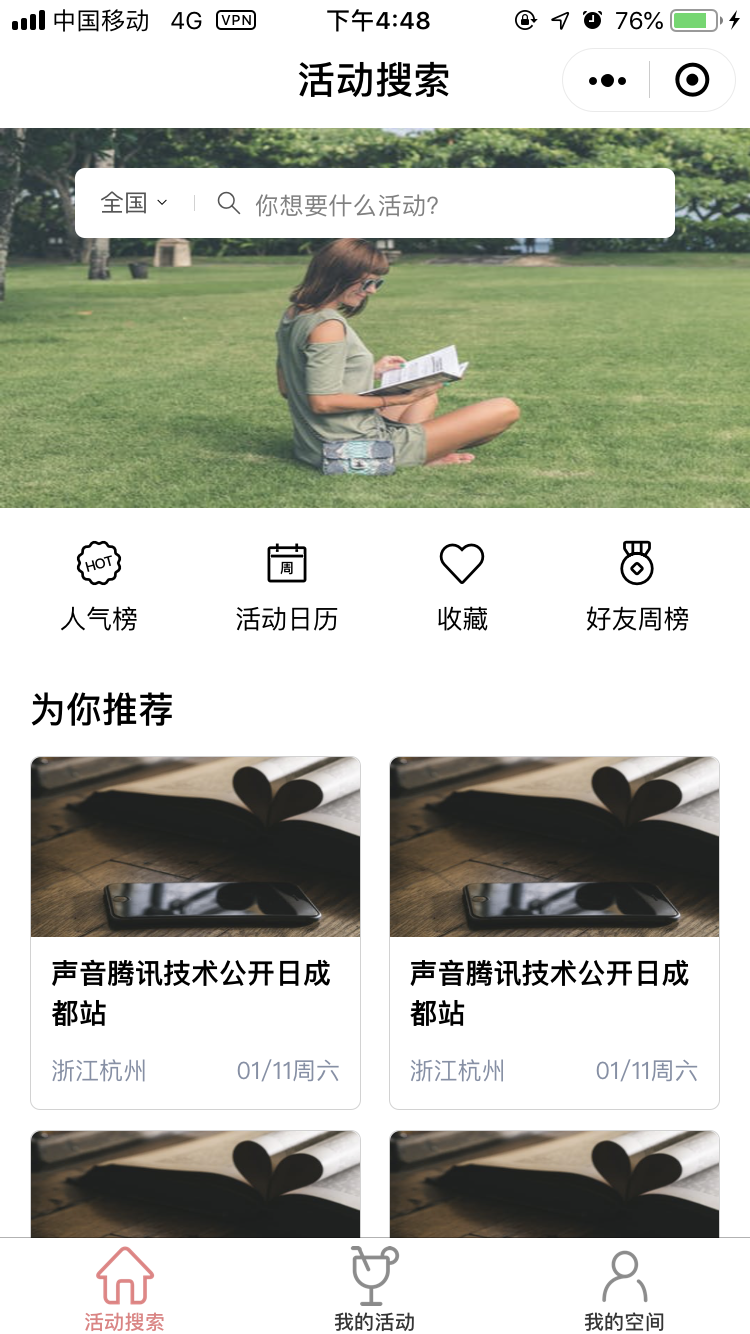 中国移动 4G VPN 下午4:48 76%
活动搜索
全国 你想要什么活动?
HOT 周
人气榜 活动日历 收藏 好友周榜
为你推荐
声音腾讯技术公开日成 声音腾讯技术公开日成
都站 都站
浙江杭州 01/11周六 浙江杭州 01/11周六
活动搜索 我的活动 我的空间